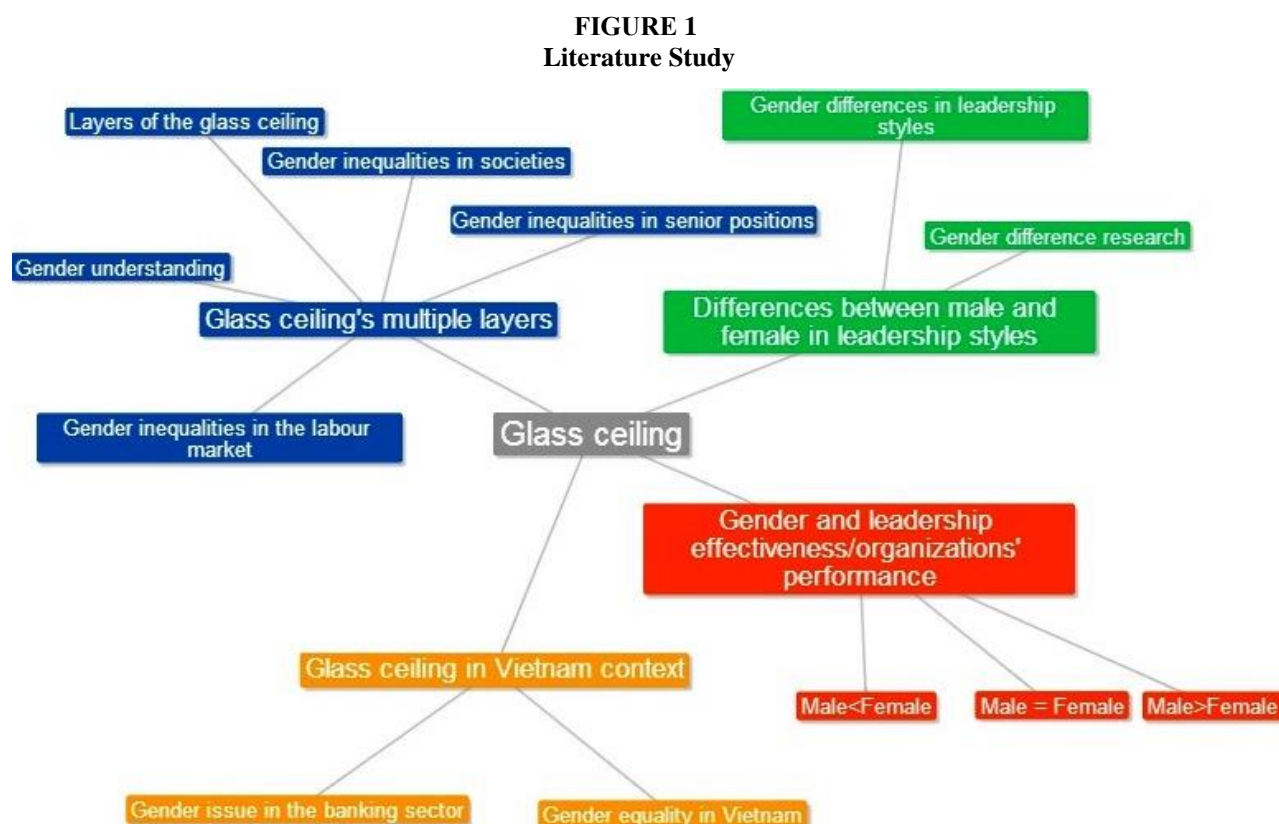 FIGURE 1
Literature Study
Layers of the glass ceiling
Gender inequalities in societies
Gender inequalities in senior positions
Gender understanding
Glass ceiling's multiple layers
Gender inequalities in the labour
market
Gender differences in leadership
styles
Gender difference research
Differences between male and
female in leadership styles
Glass ceiling
Gender and leadership
effectiveness/organizations'
performance
Male<Female
Male = Female
Male>Female
Glass ceiling in Vietnam context
Gender issue in the banking sector
Gender equality in Vietnam